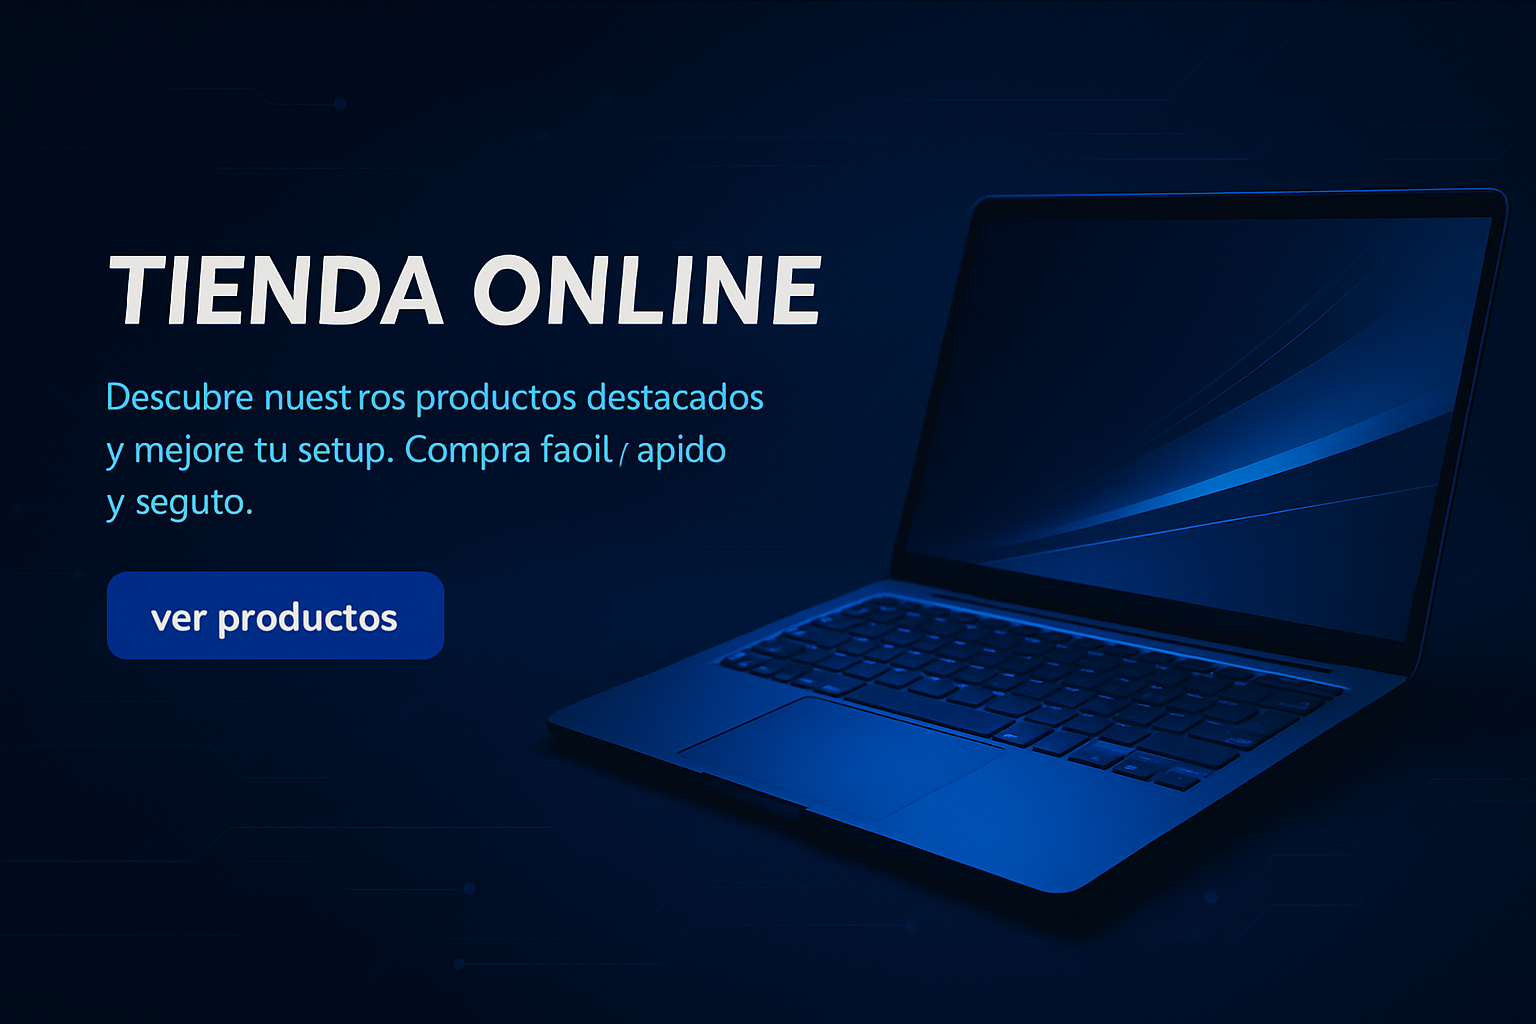 TIENDA ONLINE
Descubre nuest ros productos destacados
y mejore tu setup. Compra faoil / apido
y seguto.
ver productos